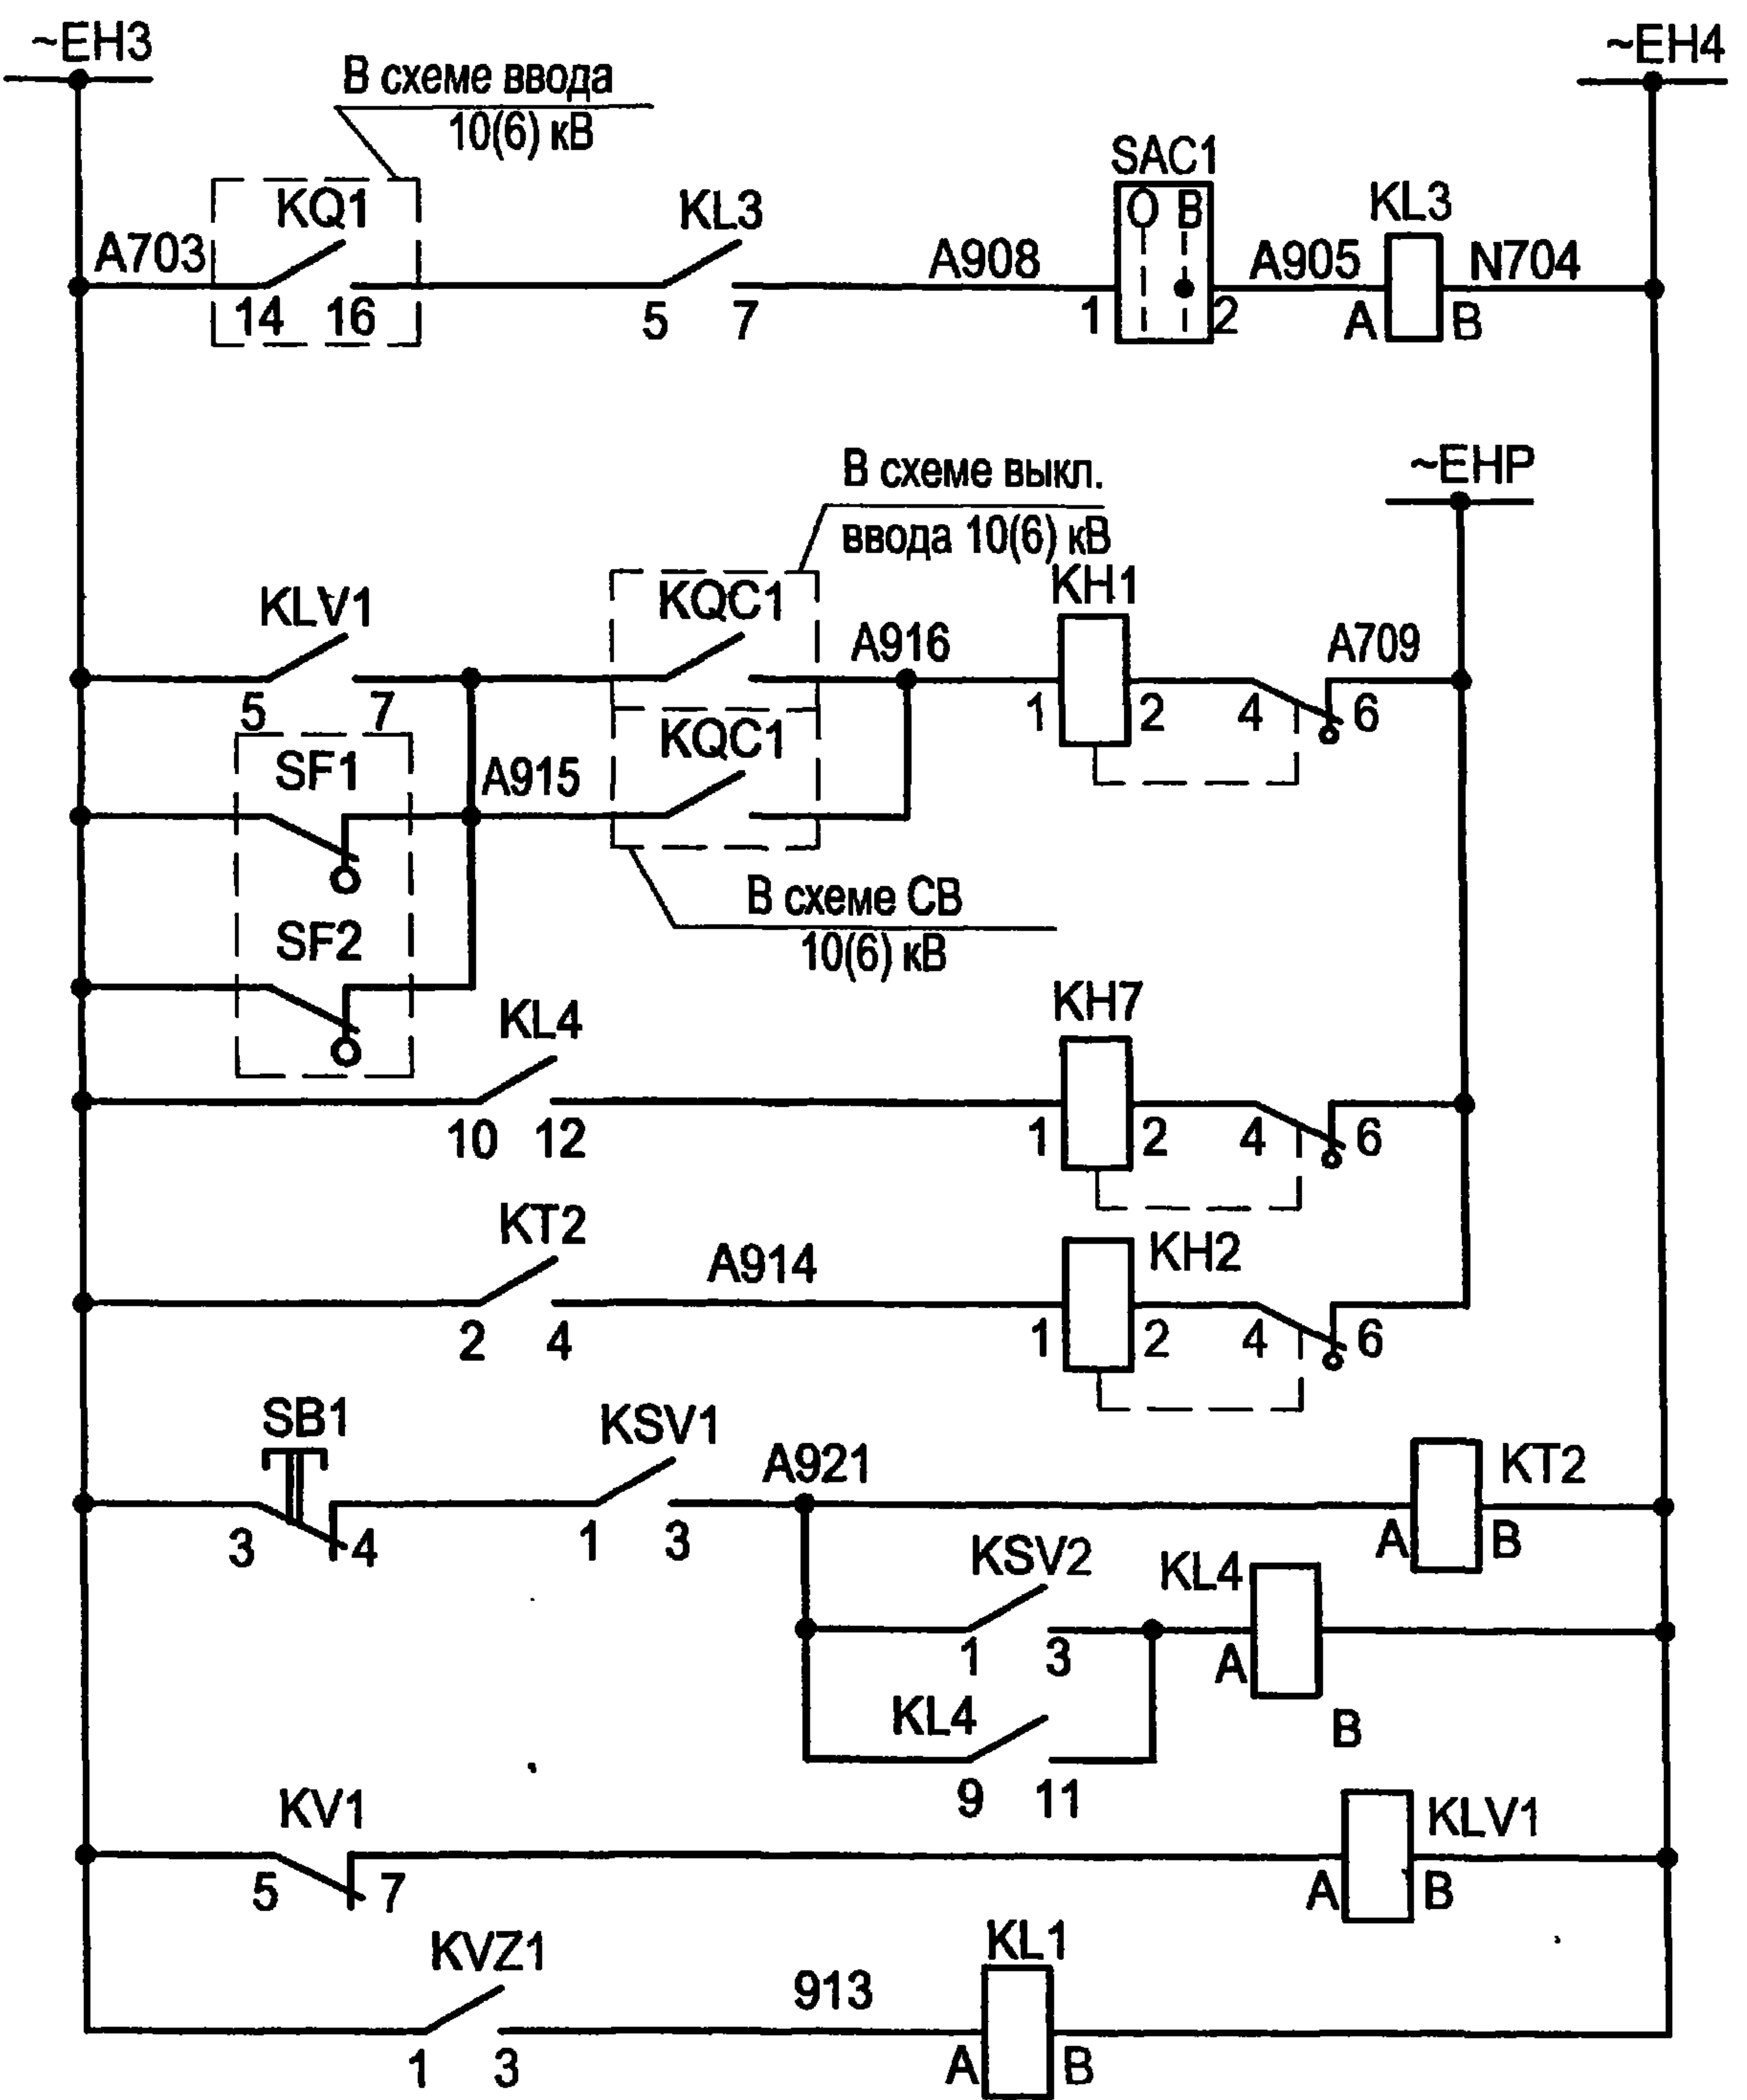 ~EH3
~EH4
В схеме ввода
10(6) кВ
SAC1
KQ1
KL3
O B
KL3
A703
A908
A905
N704
14 16
5 7
1
2
A
B
~EHP
В схеме выкл.
ввода 10(6) кВ
KLV1
KQC1
KH1
A916
A709
5 7
1
2
4
6
SF1
A915
KQC1
В схеме СВ
10(6) кВ
SF2
KL4
KH7
10 12
1
2
4
6
KT2
A914
KH2
2 4
1
2
4
6
SB1
KSV1
A921
KT2
3
4
1 3
A
B
KSV2
KL4
1 3
A
B
KL4
9 11
KV1
KLV1
5
7
A
B
KVZ1
913
KL1
1 3
A
B